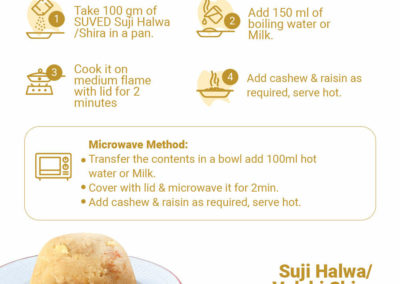 1
Take 100 gm of
SUVED Suji Halwa
/Shira in a pan.
2
Add 150 ml of
boiling water or
Milk.
3
Cook it on
medium flame
with lid for 2
minutes
4
Add cashew & raisin as
required, serve hot.
Microwave Method:
• Transfer the contents in a bowl add 100ml hot
water or Milk.
• Cover with lid & microwave it for 2min.
• Add cashew & raisin as required, serve hot.
Suji Halwa/